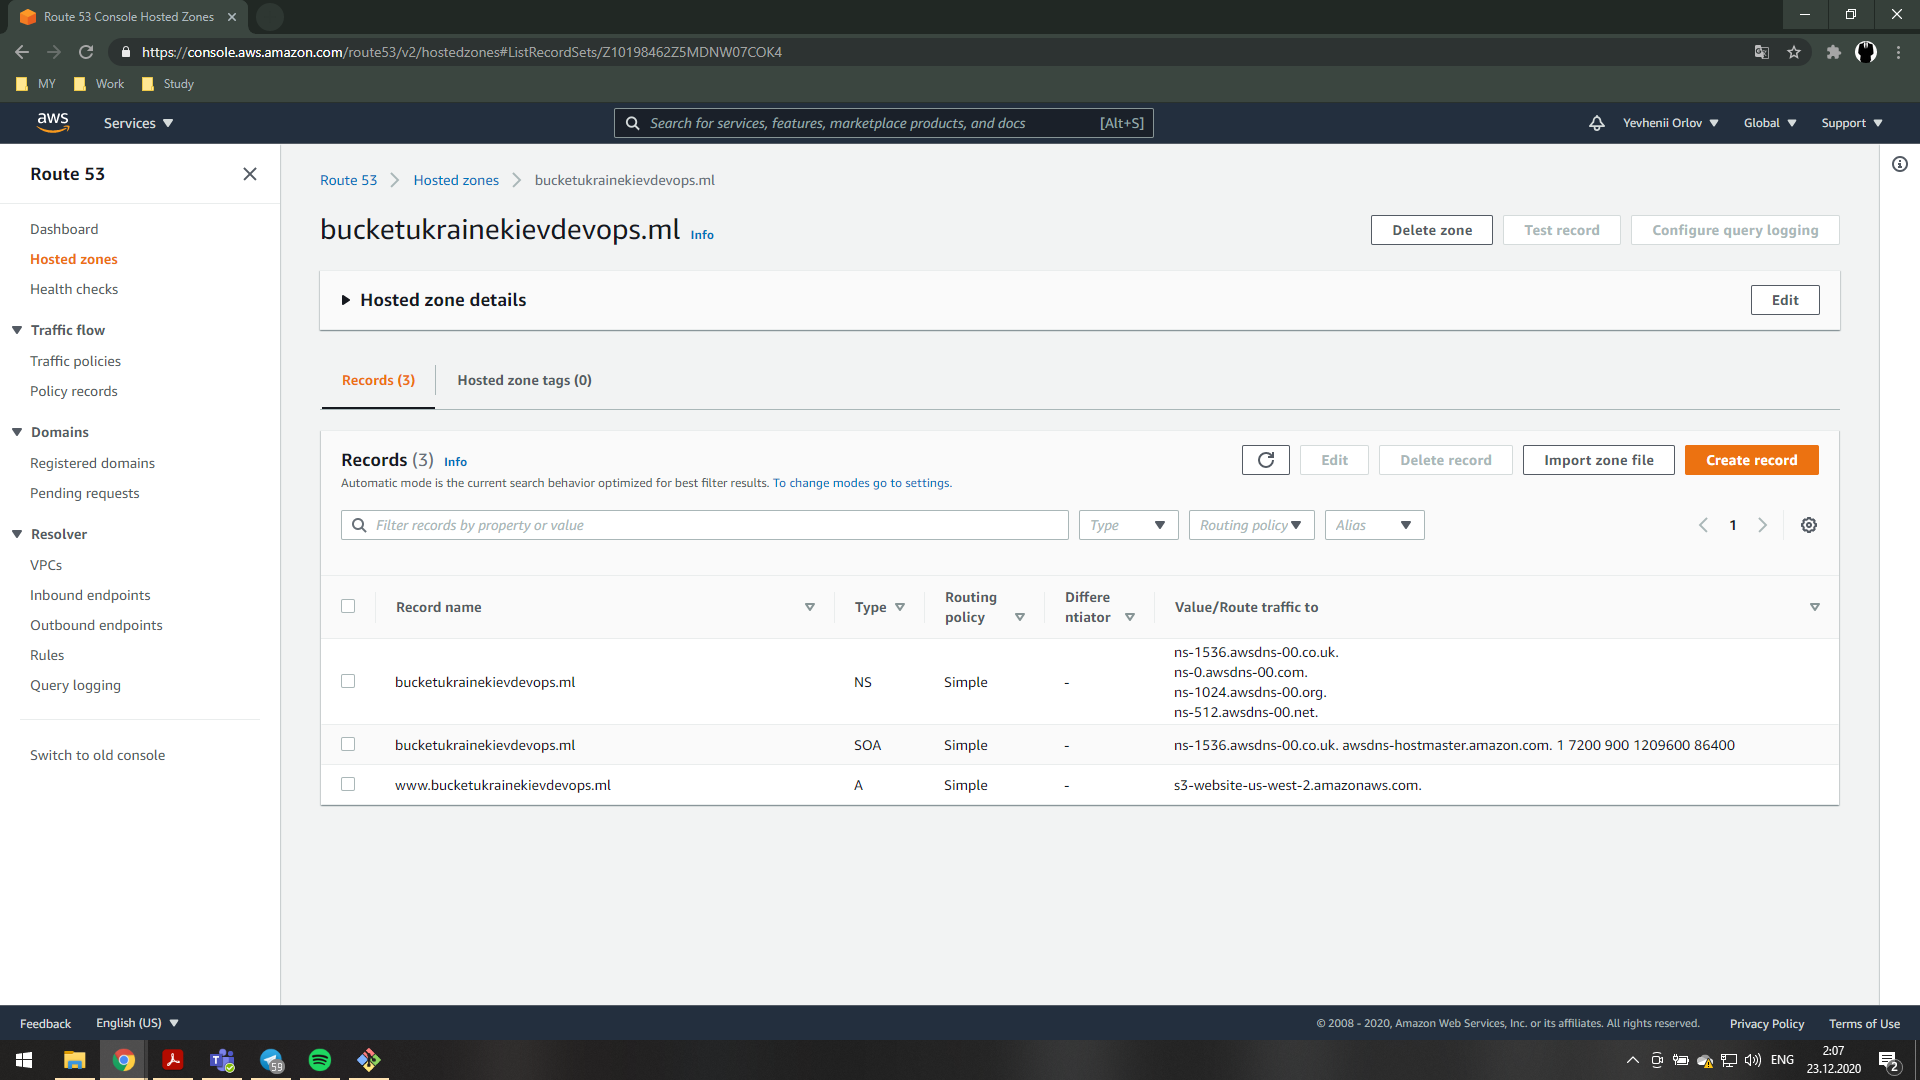 Route 53 Console Hosted Zones
https://console.aws.amazon.com/route53/v2/hostedzones#ListRecordSets/Z10198462Z5MDNW07COK4
MY
Work
Study
aws
Services
Search for services, features, marketplace products, and docs
[Alt+S]
Yevhenii Orlov
Global
Support
Route 53
Dashboard
Hosted zones
Health checks
Traffic flow
Traffic policies
Policy records
Domains
Registered domains
Pending requests
Resolver
VPCs
Inbound endpoints
Outbound endpoints
Rules
Query logging
Switch to old console
Route 53
Hosted zones
bucketukrainekievdevops.ml
bucketukrainekievdevops.ml
Info
Delete zone
Test record
Configure query logging
Hosted zone details
Edit
Records (3)
Hosted zone tags (0)
Records (3)
Info
Edit
Delete record
Import zone file
Create record
Automatic mode is the current search behavior optimized for best filter results. To change modes go to settings.
Filter records by property or value
Type
Routing policy
Alias
1
Record name
Type
Routing
policy
Differe
ntiator
Value/Route traffic to
bucketukrainekievdevops.ml
NS
Simple
-
ns-1536.awsdns-00.co.uk.
ns-0.awsdns-00.com.
ns-1024.awsdns-00.org.
ns-512.awsdns-00.net.
bucketukrainekievdevops.ml
SOA
Simple
-
ns-1536.awsdns-00.co.uk. awsdns-hostmaster.amazon.com. 1 7200 900 1209600 86400
www.bucketukrainekievdevops.ml
A
Simple
-
s3-website-us-west-2.amazonaws.com.
Feedback
English (US)
© 2008 - 2020, Amazon Web Services, Inc. or its affiliates. All rights reserved.
Privacy Policy
Terms of Use
59
ENG
2:07
23.12.2020
2